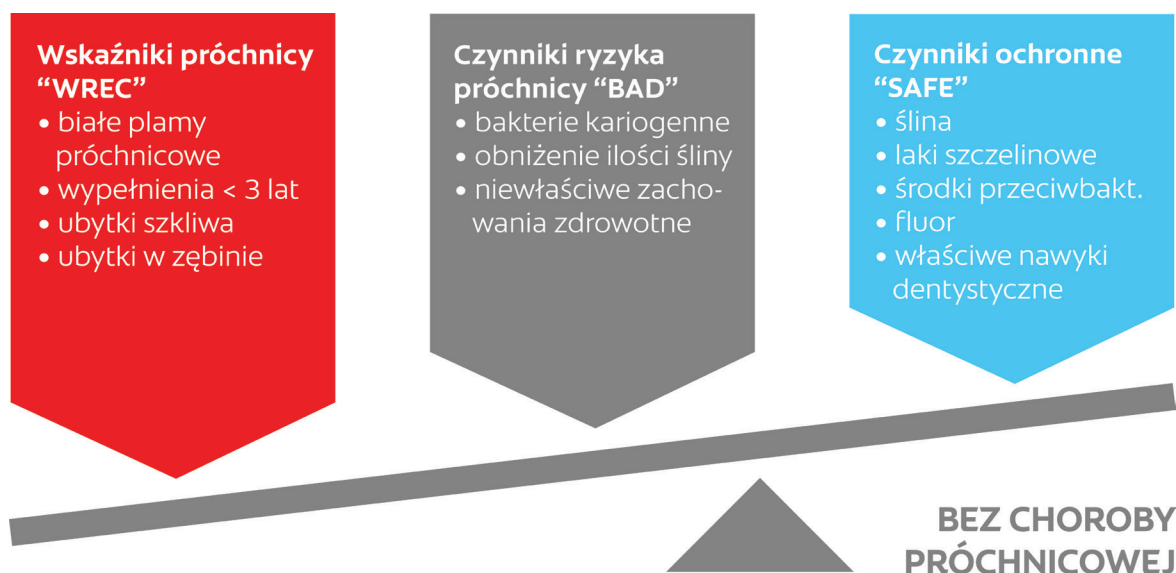 Wskaźniki próchnicy
“WREC”
• białe plamy
próchnicowe
• wypełnienia < 3 lat
• ubytki szkliwa
• ubytki w zębinie
Czynniki ryzyka
próchnicy “BAD”
• bakterie kariogenne
• obniżenie ilości śliny
• niewłaściwe zacho-
wania zdrowotne
Czynniki ochronne
“SAFE”
• ślina
• laki szczelinowe
• środki przeciwbakt.
• fluor
• właściwe nawyki
dentystyczne
BEZ CHOROBY
PRÓCHNICOWEJ